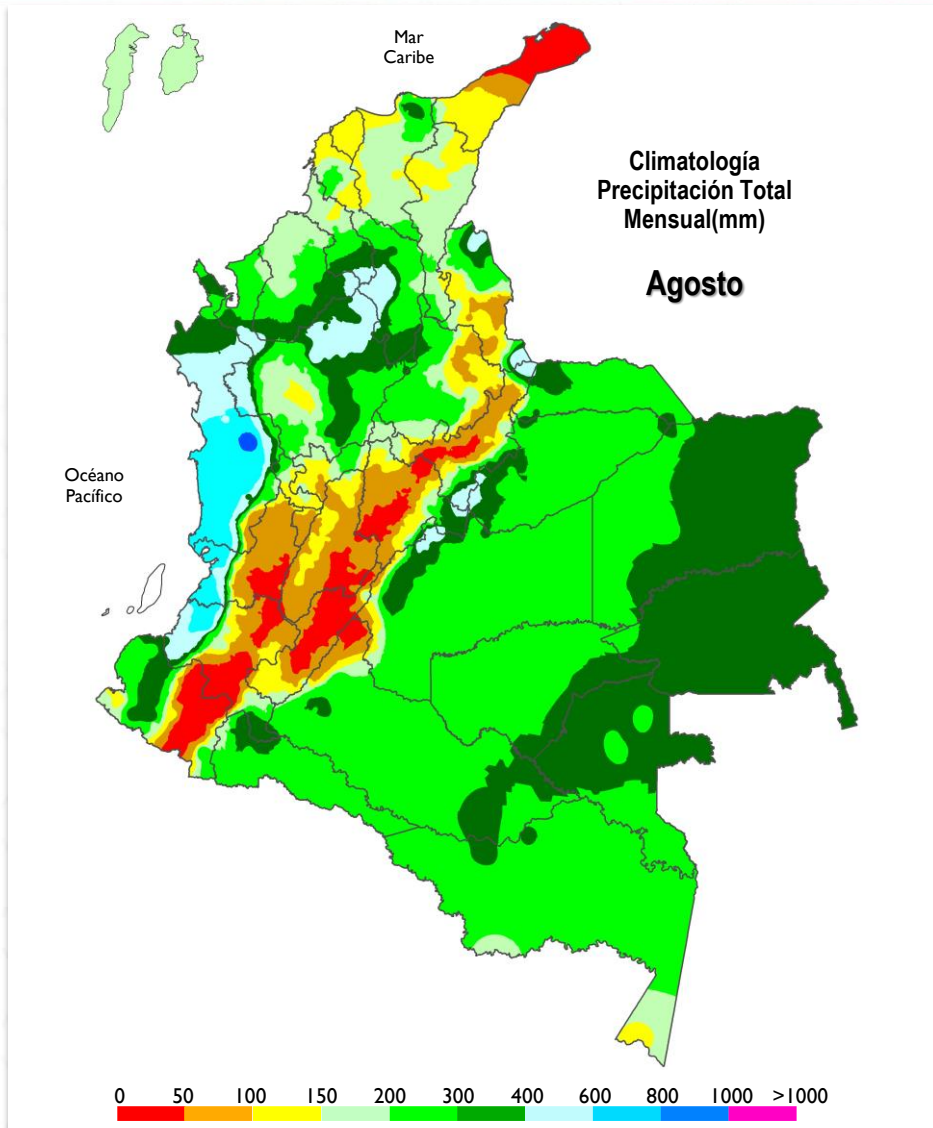 Mar
Caribe
Climatología
Precipitación Total
Mensual(mm)
Agosto
Océano
Pacífico
0 50 100 150 200 300 400 600 800 1000 >1000